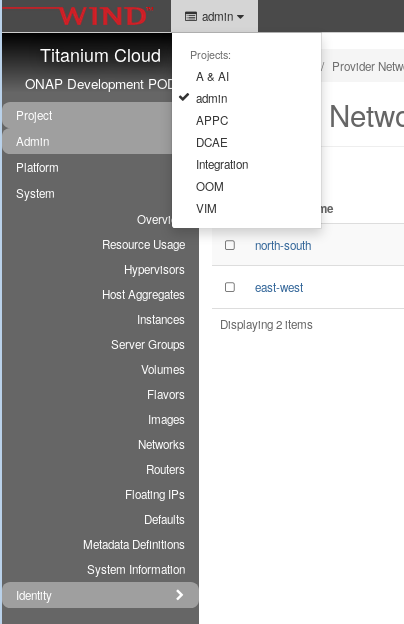 WIND
admin
Titanium Cloud
ONAP Development POD
Projects:
A & AI
admin
APPC
DCAE
Integration
OOM
VIM
/ Provider Netw
Netwo
me
north-south
east-west
Displaying 2 items
Project
Admin
Platform
System
Overvi
Resource Usage
Hypervisors
Host Aggregates
Instances
Server Groups
Volumes
Flavors
Images
Networks
Routers
Floating IPs
Defaults
Metadata Definitions
System Information
Identity